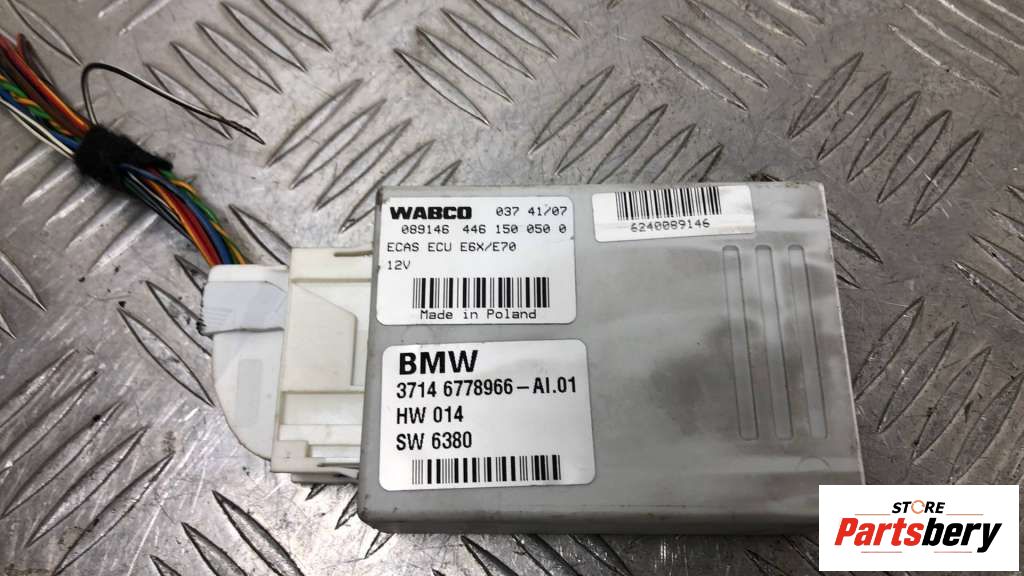 WABCO 037 41/07
089146 446 150 050 0
ECAS ECU E6X/E70
12V
Made in Poland
6240089146
BMW
3714 6778966-AI.01
HW 014
SW 6380
STORE
Partsbery